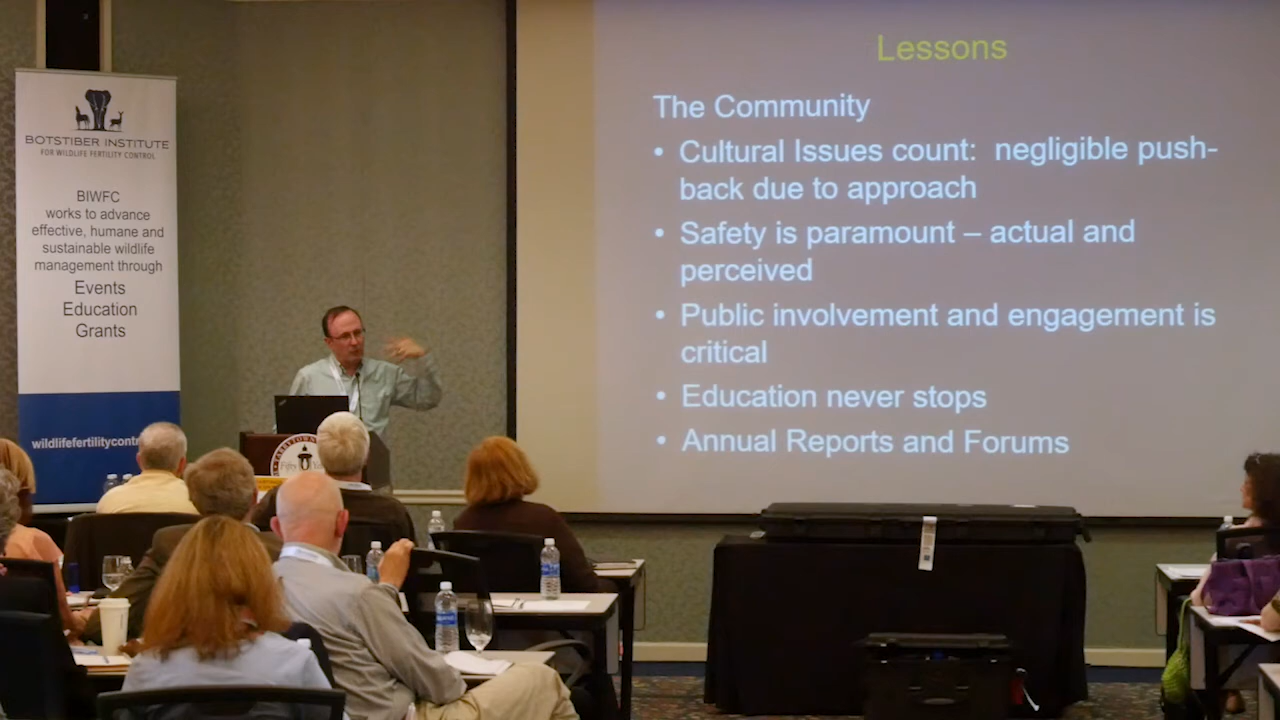 BOTSTIBER INSTITUTE
FOR WILDLIFE FERTILITY CONTROL
BIWFC
works to advance
effective, humane and
sustainable wildlife
management through
Events
Education
Grants
Lessons
The Community
• Cultural Issues count:  negligible push-
back due to approach
• Safety is paramount – actual and
perceived
• Public involvement and engagement is
critical
• Education never stops
• Annual Reports and Forums